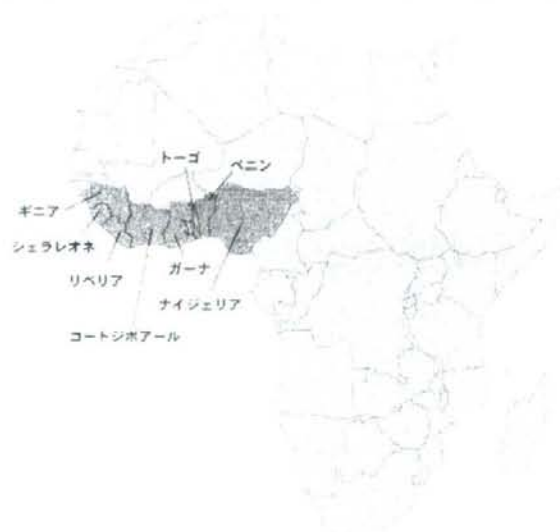 トーゴ
ベニン
ギニア
シェラレオネ
リベリア
ガーナ
ナイジェリア
コートジボアール